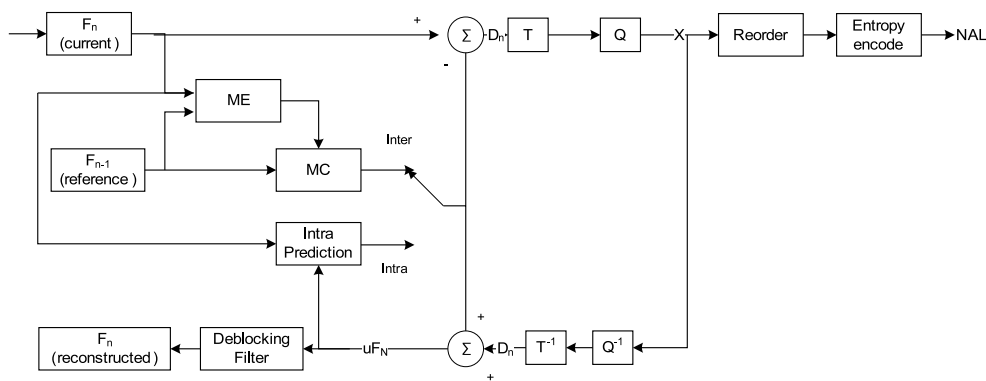 Fn
(current)
+
Σ
Dn
T
Q
X
Reorder
Entropy
encode
NAL
-
ME
Inter
Fn-1
(reference)
MC
Intra
Prediction
Intra
+
Fn
(reconstructed)
Deblocking
Filter
uFN
Σ
Dn
T-1
Q-1
+